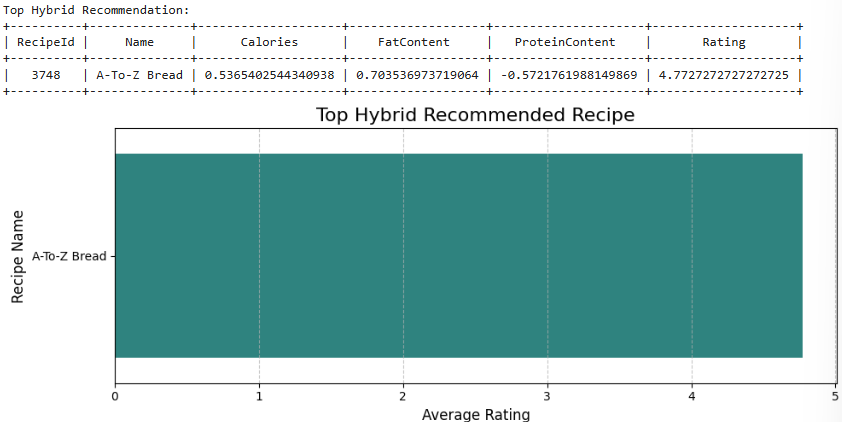 Top Hybrid Recommendation:
+----------+-------------+--------------------+-------------------+---------------------+--------------------+
| RecipeId |     Name    |      Calories      |     FatContent    |    ProteinContent   |       Rating       |
+----------+-------------+--------------------+-------------------+---------------------+--------------------+
|   3748   | A-To-Z Bread | 0.5365402544340938 | 0.703536973719064 | -0.5721761988149869 | 4.7727272727272725 |
+----------+-------------+--------------------+-------------------+---------------------+--------------------+
Top Hybrid Recommended Recipe
Recipe Name
A-To-Z Bread
0 1 2 3 4 5
Average Rating